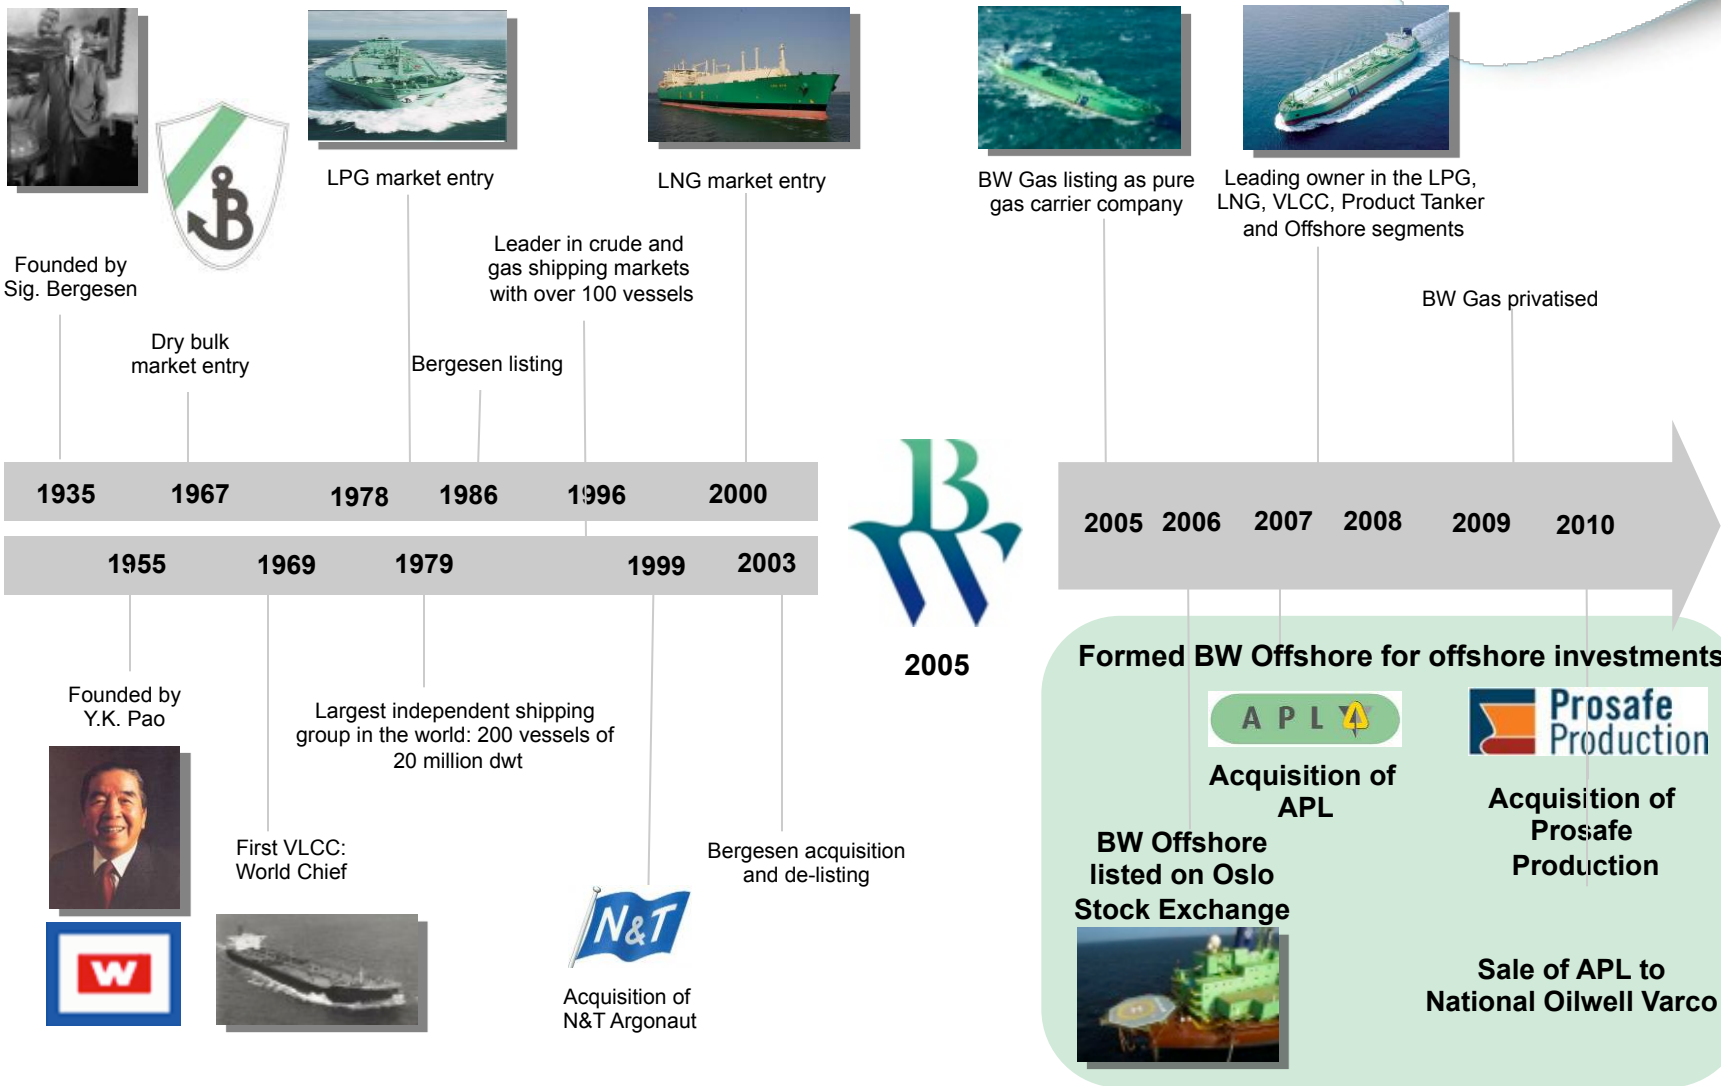 LPG market entry
LNG market entry
BW Gas listing as pure
gas carrier company
Leading owner in the LPG,
LNG, VLCC, Product Tanker
and Offshore segments
B
Founded by
Sig. Bergesen
Leader in crude and
gas shipping markets
with over 100 vessels
BW Gas privatised
Dry bulk
market entry
Bergesen listing
1935
1967
1978
1986
1996
2000
1955
1969
1979
1999
2003
BW
2005
2005
2006
2007
2008
2009
2010
Founded by
Y.K. Pao
W
First VLCC:
World Chief
Largest independent shipping
group in the world: 200 vessels of
20 million dwt
N&T
Acquisition of
N&T Argonaut
Bergesen acquisition
and de-listing
Formed BW Offshore for offshore investments
APL
Acquisition of
APL
Prosafe
Production
Acquisition of
Prosafe
Production
BW Offshore
listed on Oslo
Stock Exchange
Sale of APL to
National Oilwell Varco